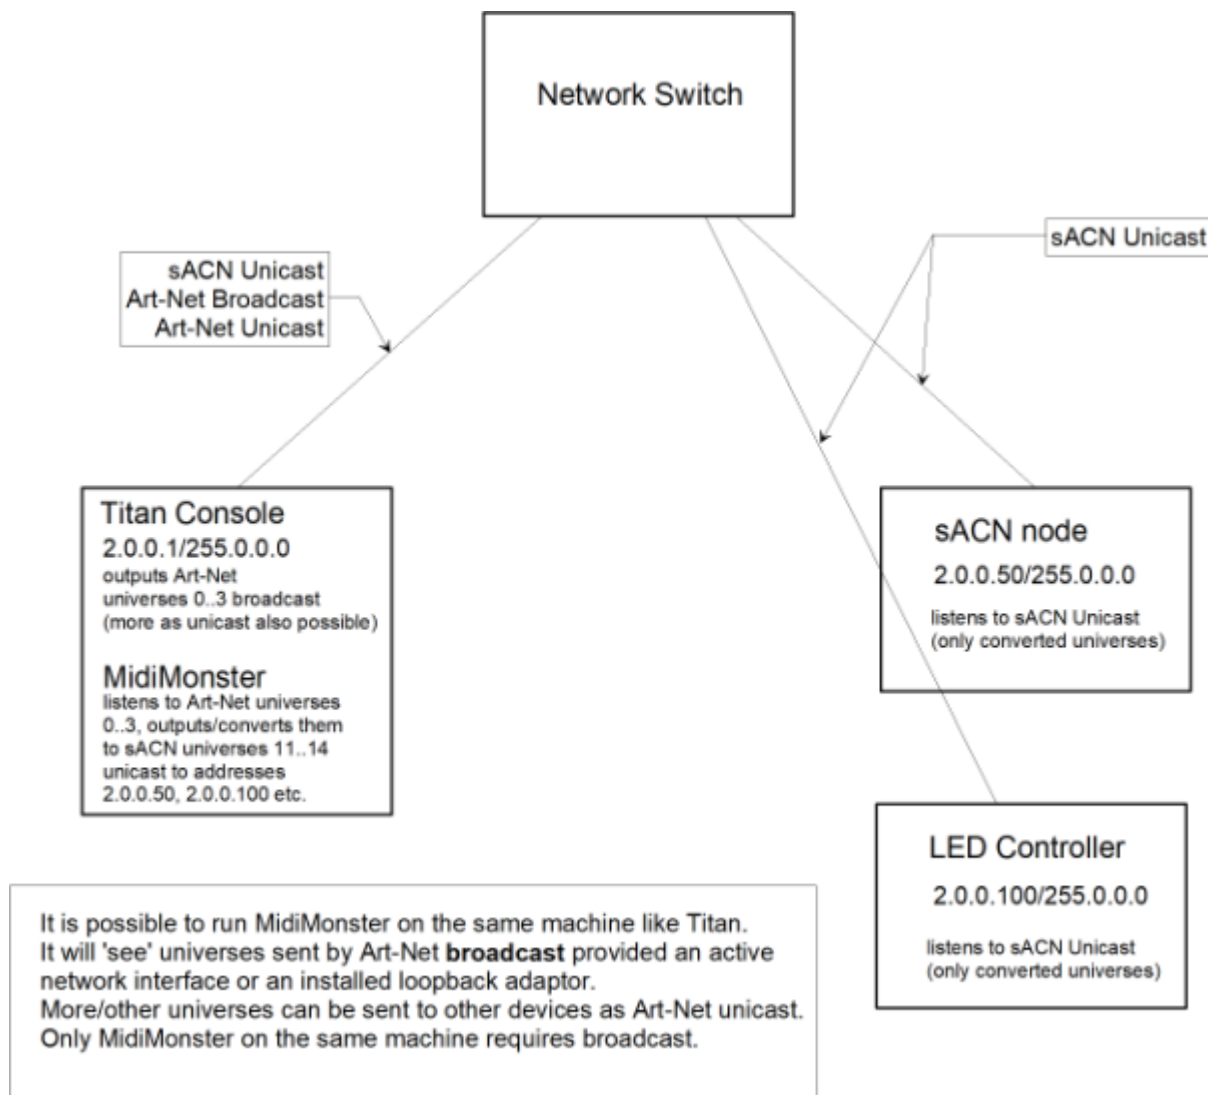 Network Switch
sACN Unicast
Art-Net Broadcast
Art-Net Unicast
sACN Unicast
Titan Console
2.0.0.1/255.0.0.0
outputs Art-Net
universes 0..3 broadcast
(more as unicast also possible)
MidiMonster
listens to Art-Net universes
0..3, outputs/converts them
to sACN universes 11..14
unicast to addresses
2.0.0.50, 2.0.0.100 etc.
sACN node
2.0.0.50/255.0.0.0
listens to sACN Unicast
(only converted universes)
LED Controller
2.0.0.100/255.0.0.0
listens to sACN Unicast
(only converted universes)
It is possible to run MidiMonster on the same machine like Titan.
It will 'see' universes sent by Art-Net broadcast provided an active
network interface or an installed loopback adaptor.
More/other universes can be sent to other devices as Art-Net unicast.
Only MidiMonster on the same machine requires broadcast.